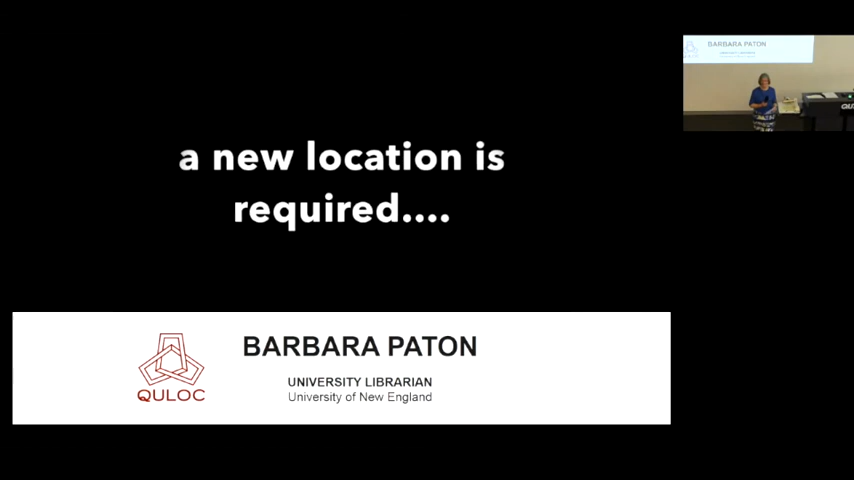 a new location is
required....
BARBARA PATON
UNIVERSITY LIBRARIAN
University of New England
QULOC
BARBARA PATON